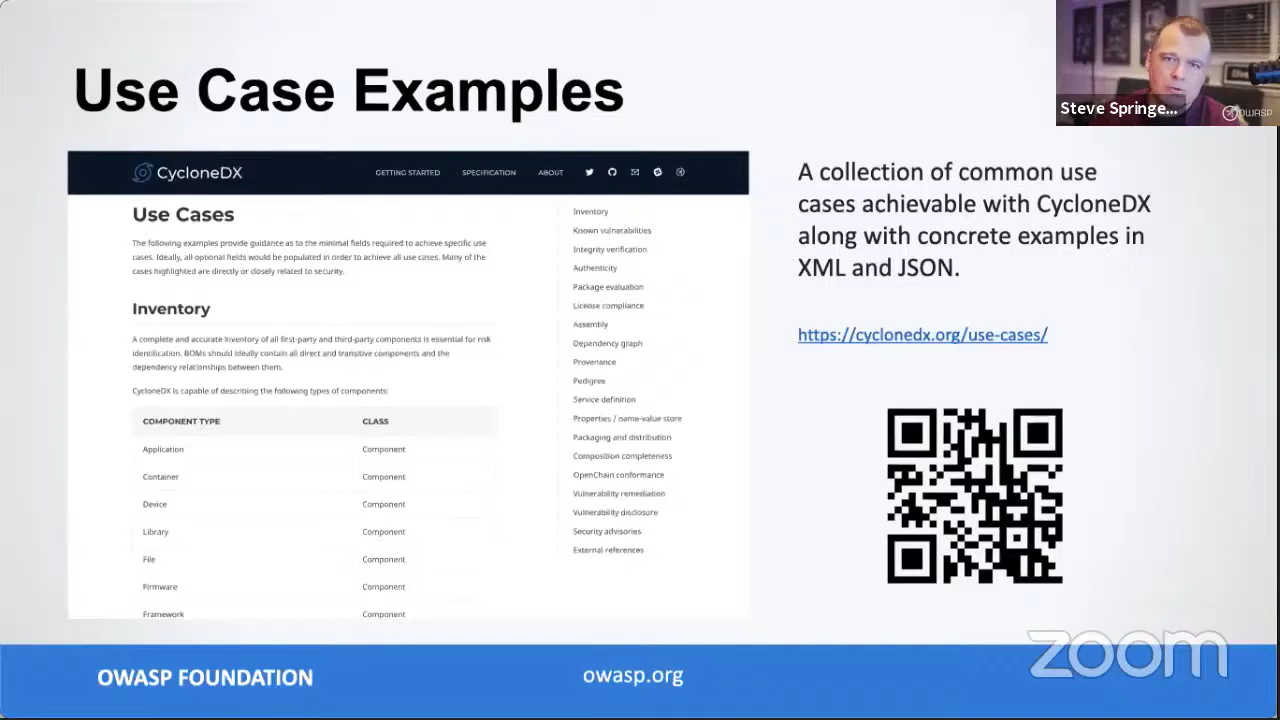 Use Case Examples
Steve Springe...
OWASP
CycloneDX
GETTING STARTED SPECIFICATION ABOUT
Use Cases
The following examples provide guidance as to the minimal fields required to achieve specific use
cases. Ideally, all optional fields would be populated in order to achieve all use cases. Many of the
cases highlighted are directly or closely related to security.
Inventory
A complete and accurate inventory of all first-party and third-party components is essential for risk
identification. BOMs should ideally contain all direct and transitive components and the
dependency relationships between them.
CycloneDX is capable of describing the following types of components:
COMPONENT TYPE CLASS
Application Component
Container Component
Device Component
Library Component
File Component
Firmware Component
Framework Component
Inventory
Known vulnerabilities
Integrity verification
Authenticity
Package evaluation
License compliance
Assembly
Dependency graph
Provenance
Pedigree
Service definition
Properties / name-value store
Packaging and distribution
Composition completeness
OpenChain conformance
Vulnerability remediation
Vulnerability disclosure
Security advisories
External references
A collection of common use
cases achievable with CycloneDX
along with concrete examples in
XML and JSON.
https://cyclonedx.org/use-cases/
zoom
OWASP FOUNDATION owasp.org